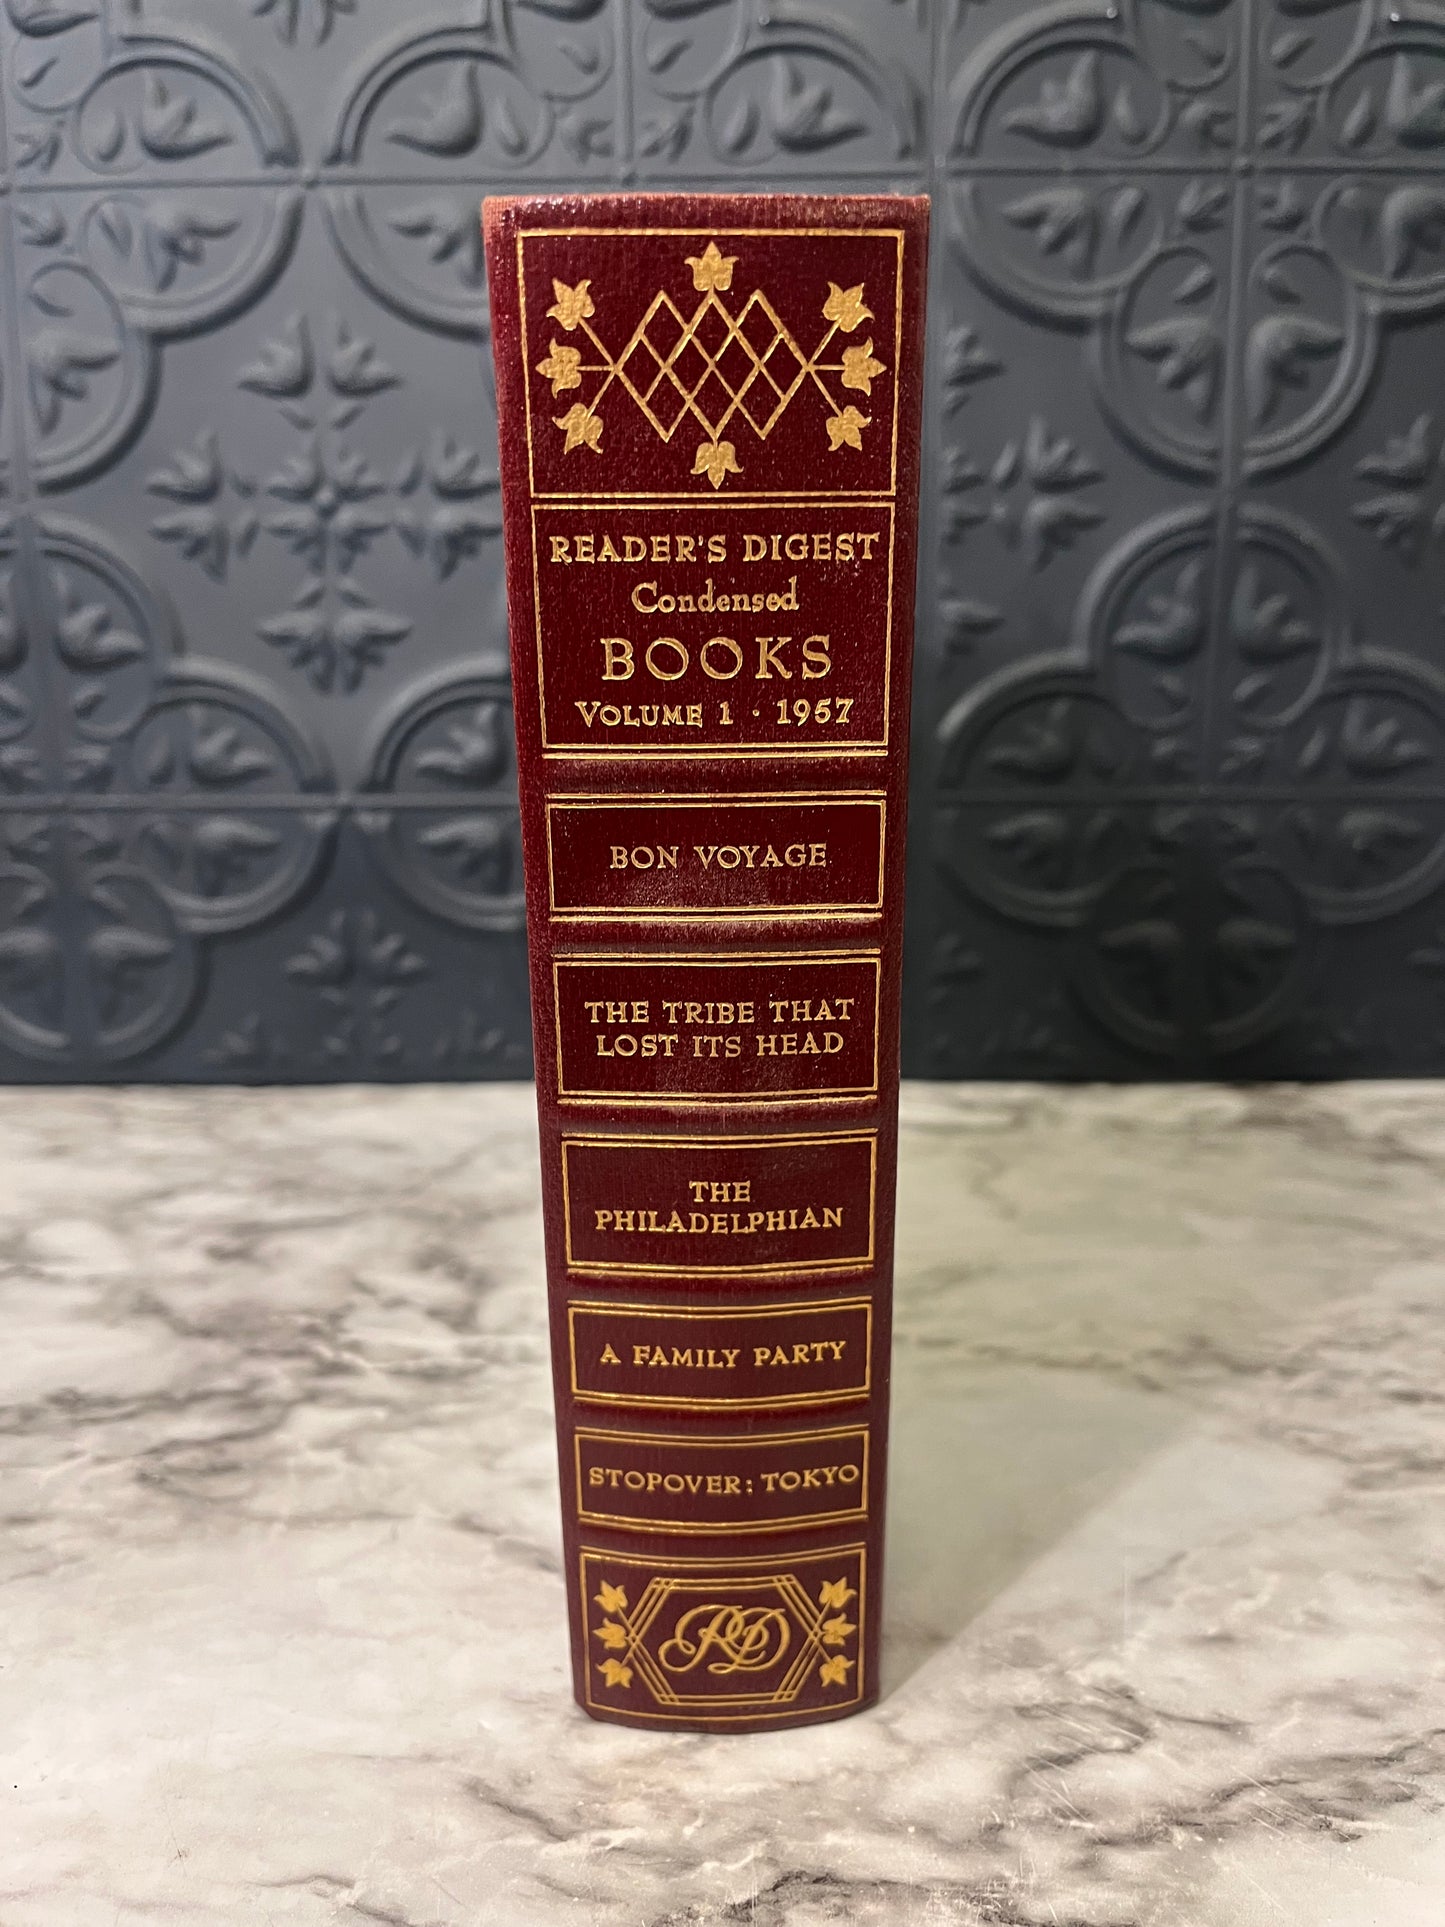 READER'S DIGEST
Condensed
BOOKS
VOLUME 1 · 1957
BON VOYAGE
THE TRIBE THAT
LOST ITS HEAD
THE
PHILADELPHIAN
A FAMILY PARTY
STOPOVER: TOKYO
RD